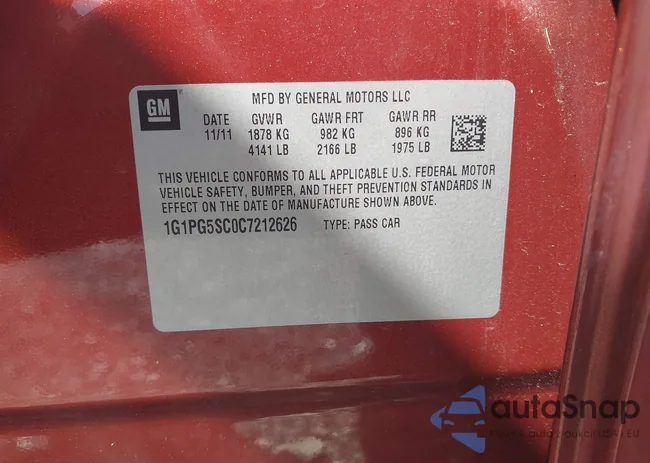 GM
MFD BY GENERAL MOTORS LLC
DATE GVWR GAWR FRT GAWR RR
11/11 1878 KG 982 KG 896 KG
4141 LB 2166 LB 1975 LB
THIS VEHICLE CONFORMS TO ALL APPLICABLE U.S. FEDERAL MOTOR
VEHICLE SAFETY, BUMPER, AND THEFT PREVENTION STANDARDS IN
EFFECT ON THE DATE OF MANUFACTURE SHOWN ABOVE.
1G1PG5SC0C7212626 TYPE: PASS CAR
autoSnap